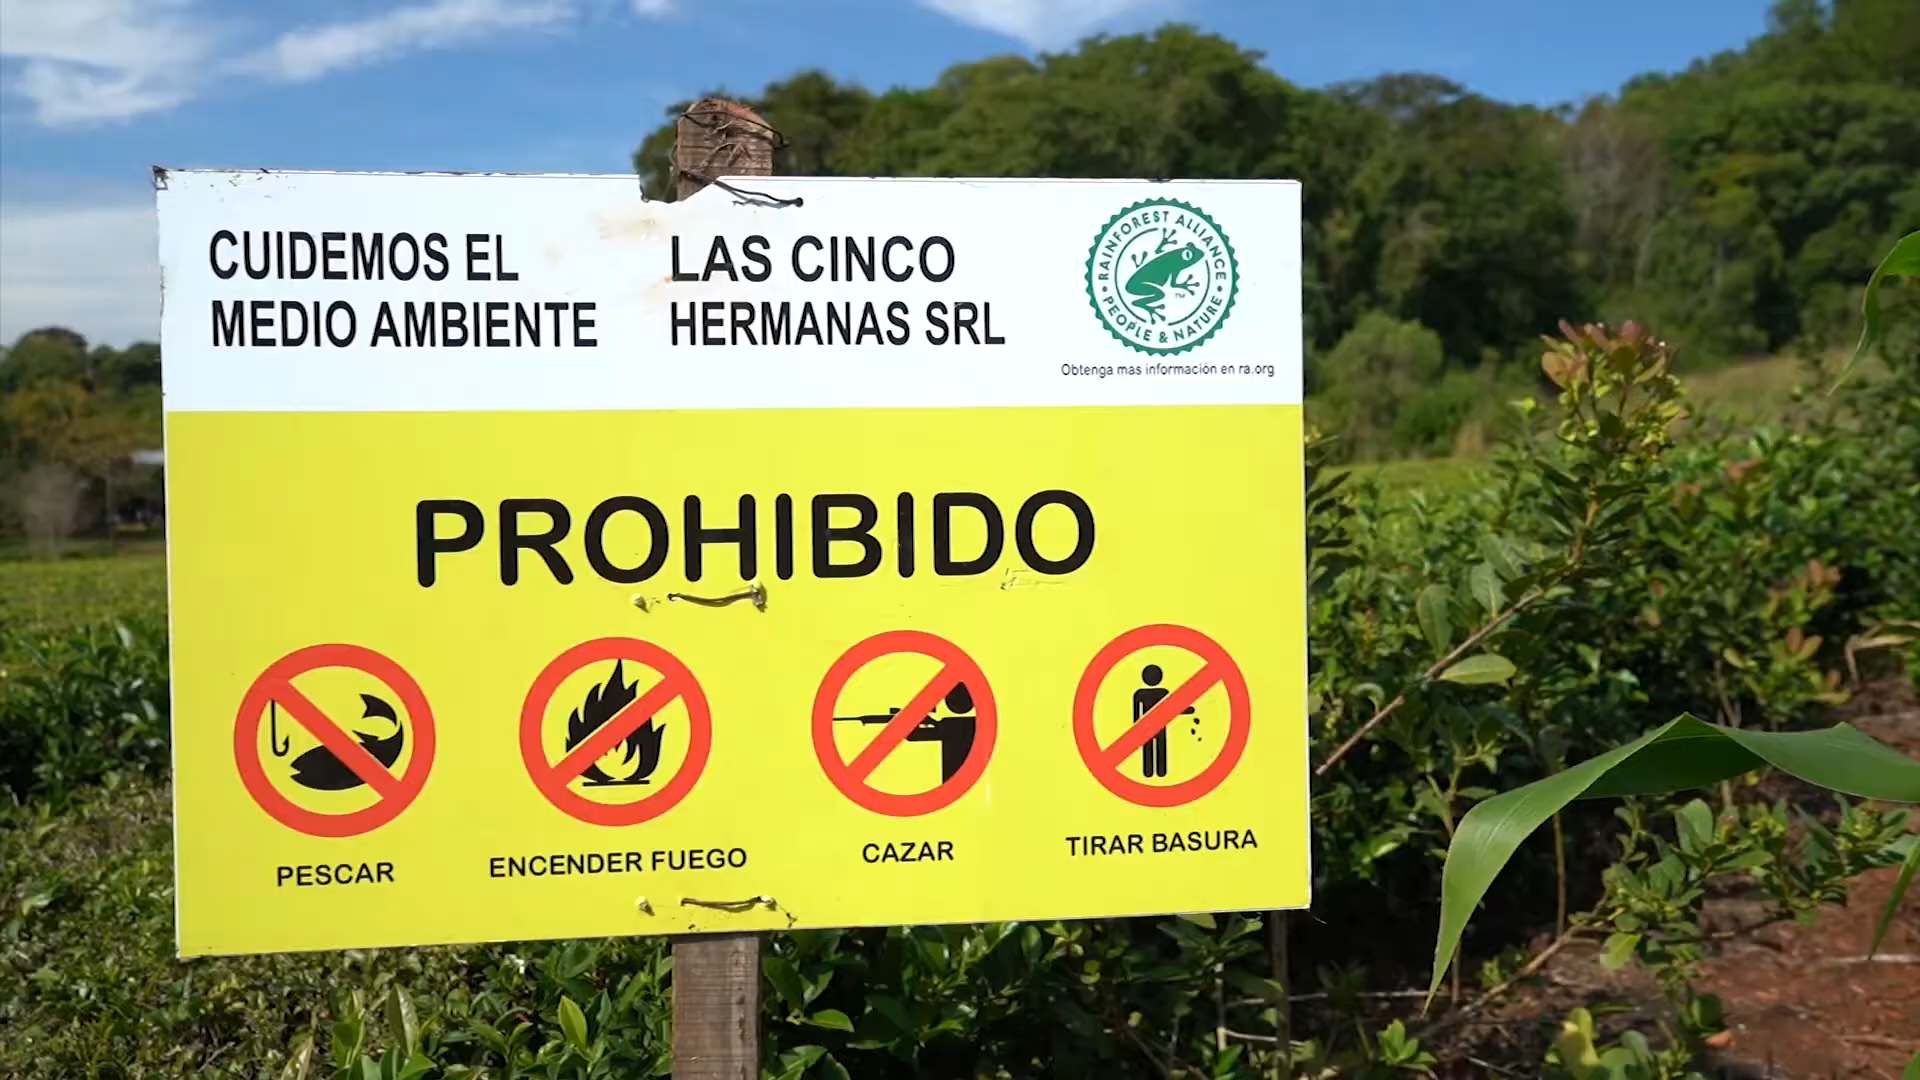 CUIDEMOS EL
MEDIO AMBIENTE
LAS CINCO
HERMANAS SRL
RAINFOREST ALLIANCE
PEOPLE & NATURE
TM
Obtenga mas información en ra.org
PROHIBIDO
PESCAR
ENCENDER FUEGO
CAZAR
TIRAR BASURA